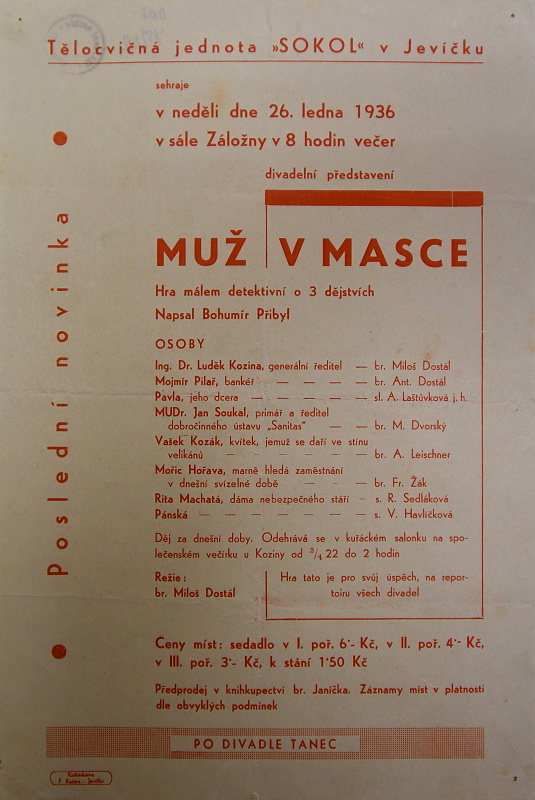 Tělocvičná jednota »SOKOL« v Jevíčku
sehraje
v neděli dne 26. ledna 1936
v sále Záložny v 8 hodin večer
divadelní představení
Poslední novinka
MUŽ V MASCE
Hra málem detektivní o 3 dějstvích
Napsal Bohumír Přibyl
OSOBY
Ing. Dr. Luděk Kozina, generální ředitel — br. Miloš Dostál
Mojmír Pilař, bankéř — — — — br. Ant. Dostál
Pavla, jeho dcera — — — — — sl. A. Laštůvková j. h.
MUDr. Jan Soukal, primář a ředitel
dobročinného ústavu „Sanitas" — — br. M. Dvorský
Vašek Kozák, kvítek, jemuž se daří ve stínu
velikánů — — — — — br. A. Leischner
Mořic Hořava, marně hledá zaměstnání
v dnešní svízelné době — — — br. Fr. Žák
Rita Machatá, dáma nebezpečného stáří – s. R. Sedláková
Pánská — — — — — — — s. V. Havlíčková
Děj za dnešní doby. Odehrává se v kuřáckém salonku na spo-
lečenském večírku u Koziny od ¾ 22 do 2 hodin
Režie:
br. Miloš Dostál
Hra tato je pro svůj úspěch, na reper-
toiru všech divadel
Ceny míst: sedadlo v I. poř. 6·- Kč, v II. poř. 4·- Kč,
v III. poř. 3·- Kč, k stání 1·50 Kč
Předprodej v knihkupectví br. Janíčka. Záznamy míst v platnosti
dle obvyklých podmínek
PO DIVADLE TANEC
Jevíčko